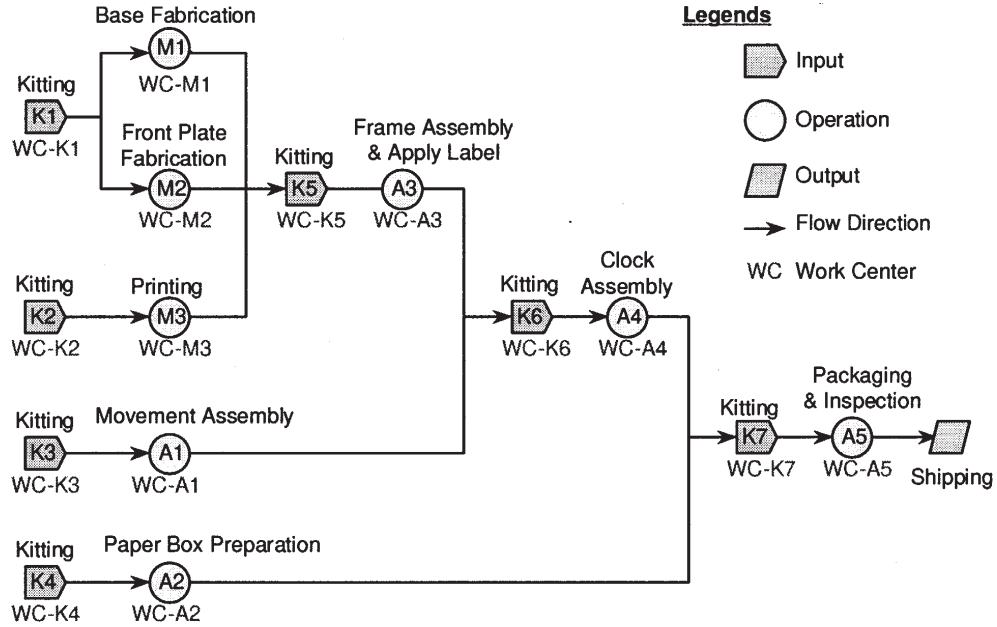 Base Fabrication
M1
WC-M1
Kitting
K1
WC-K1
Front Plate
Fabrication
M2
WC-M2
Kitting
K5
WC-K5
Frame Assembly
& Apply Label
A3
WC-A3
Kitting
K2
WC-K2
Printing
M3
WC-M3
Kitting
K6
WC-K6
Clock
Assembly
A4
WC-A4
Kitting
K3
WC-K3
Movement Assembly
A1
WC-A1
Kitting
K7
WC-K7
Packaging
& Inspection
A5
WC-A5
Shipping
Kitting
K4
WC-K4
Paper Box Preparation
A2
WC-A2
Legends
Input
Operation
Output
Flow Direction
WC Work Center